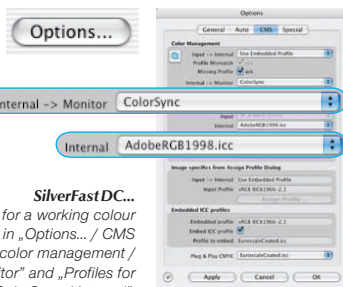 Options...
Options
General Auto CMS Special
Color Management
Input -> Internal Use Embedded Profile
Profile Mismatch ask
Missing Profile ask
Internal -> Monitor ColorSync
Internal -> Monitor ColorSync
Input
Internal AdobeRGB1998.icc
Internal AdobeRGB1998.icc
Image specifics from Assign Profile Dialog
Input -> Internal Use Embedded Profile
Input Profile sRGB IEC61966-2.1
Assign Profile
Embedded ICC profiles
Embedded profile sRGB IEC61966-2.1
Embed ICC profile
Profile to embed EuroscaleCoated.icc
Plug & Play CMYK EuroscaleCoated.icc
Apply Cancel OK
SilverFast DC...
for a working colour
in „Options... / CMS
color management /